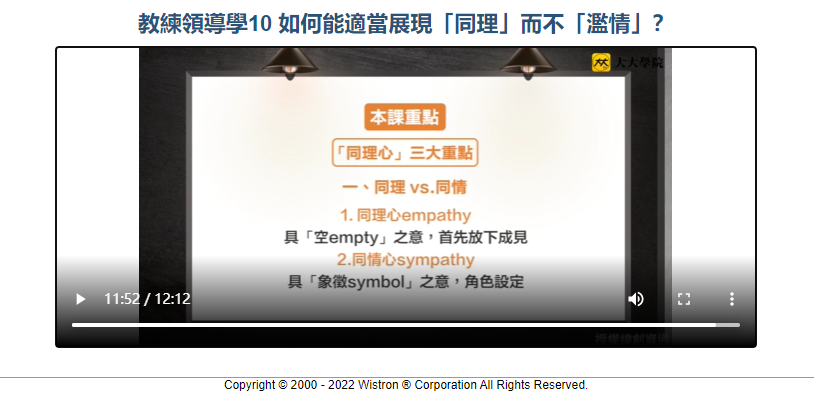 教練領導學10 如何能適當展現「同理」而不「濫情」?
大大學院
本課重點
「同理心」三大重點
一、同理 vs.同情
1. 同理心empathy
具「空empty」之意，首先放下成見
2.同情心sympathy
具「象徵symbol」之意，角色設定
11:52 / 12:12
Copyright © 2000 - 2022 Wistron ® Corporation All Rights Reserved.